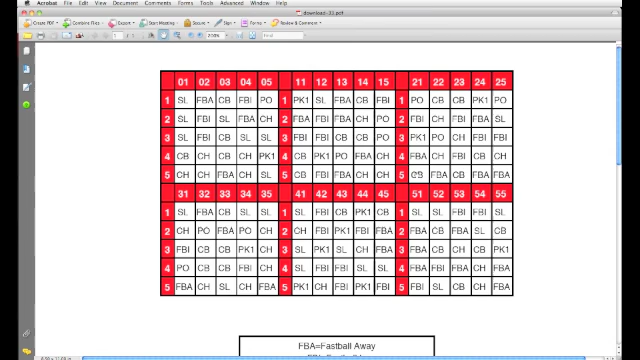 Acrobat File Edit View Document Comments Forms Tools Advanced Window Help
download-33.pdf
Create PDF Combine Files Export Start Meeting Secure Sign Forms Review & Comment
1 200% Find
01 02 03 04 05 11 12 13 14 15 21 22 23 24 25
1 SL FBA CB FBI PO 1 PK1 SL FBA CB FBI 1 PO CB CB PK1 PO
2 SL FBI SL FBA CH 2 FBA FBI FBA CH PO 2 FBI CH CH SL FBA
3 SL FBI CB CH SL 3 FBI FBI CB CB PO 3 PK1 PO CH FBI FBI
4 CB CH CH CH PK1 4 CB PK1 PO FBA CH 4 FBI CB FBA CB CH
5 CH CH FBA CH SL 5 CH SL SL FBA CH 5 CB FBA CB CH FBA
31 32 33 34 35 41 42 43 44 45 51 52 53 54 55
1 SL FBA CB SL SL 1 SL FBI CB PK1 CB 1 SL SL FBI FBI SL
2 CH PO FBA PO CH 2 CH FBI PK1 CB FBI 2 FBA FBA FBA SL CB
3 FBI CB CB PK1 CH 3 SL PK1 SL CH FBA 3 FBA CB CB CB PK1
4 PO CB CB FBI CH 4 SL FBI FBI SL SL 4 FBA FBI FBI CH CB
5 FBA CH SL CH FBA 5 PK1 CH FBI PK1 FBI 5 CH FBA CH SL FBA
FBA=Fastball Away